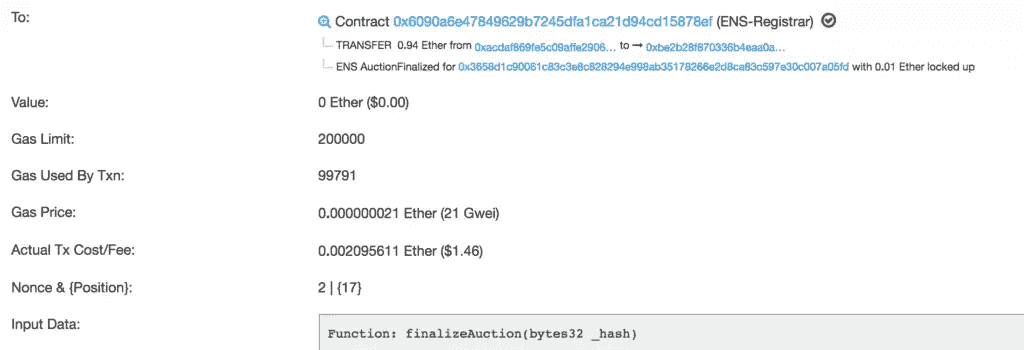 To: Contract 0x6090a6e47849629b7245dfa1ca21d94cd15878ef (ENS-Registrar)
TRANSFER 0.94 Ether from 0xacdaf869fe5c09affe2906... to → 0xbe2b28f870336b4eaa0a...
ENS AuctionFinalized for 0x3658d1c90061c83c3e8c828294e998ab35178266e2d8ca83c597e30c007a05fd with 0.01 Ether locked up
Value: 0 Ether ($0.00)
Gas Limit: 200000
Gas Used By Txn: 99791
Gas Price: 0.000000021 Ether (21 Gwei)
Actual Tx Cost/Fee: 0.002095611 Ether ($1.46)
Nonce & {Position}: 2 | {17}
Input Data: Function: finalizeAuction(bytes32 _hash)